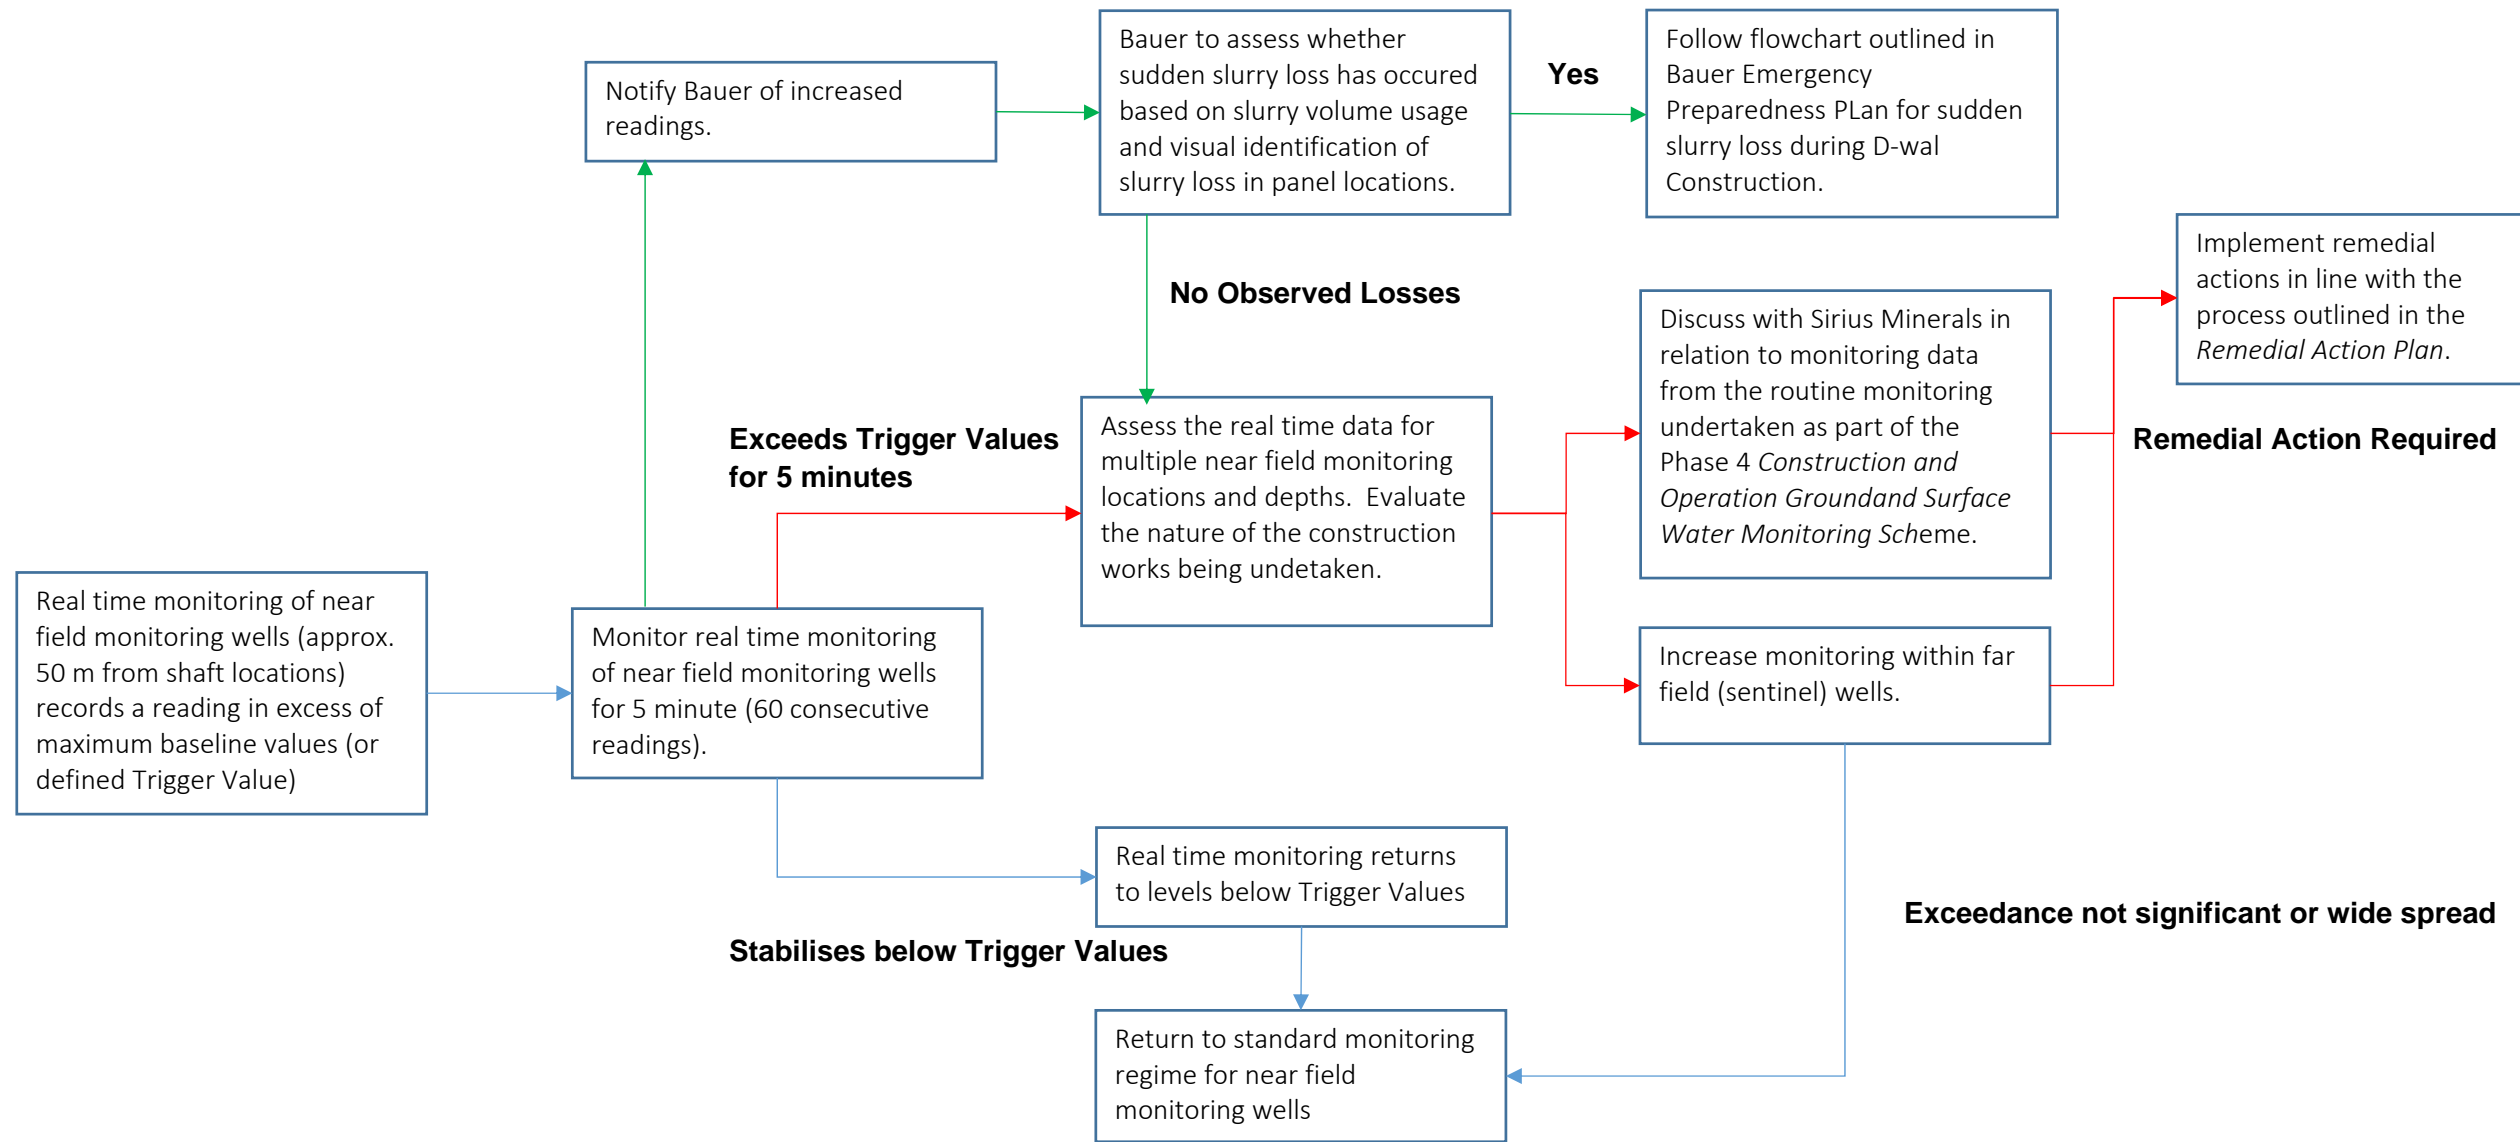 Notify Bauer of increased
readings.
Bauer to assess whether
sudden slurry loss has occured
based on slurry volume usage
and visual identification of
slurry loss in panel locations.
Yes
Follow flowchart outlined in
Bauer Emergency
Preparedness PLan for sudden
slurry loss during D-wal
Construction.
Implement remedial
actions in line with the
process outlined in the
Remedial Action Plan.
No Observed Losses
Discuss with Sirius Minerals in
relation to monitoring data
from the routine monitoring
undertaken as part of the
Phase 4 Construction and
Operation Groundand Surface
Water Monitoring Scheme.
Remedial Action Required
Exceeds Trigger Values
for 5 minutes
Assess the real time data for
multiple near field monitoring
locations and depths.  Evaluate
the nature of the construction
works being undetaken.
Real time monitoring of near
field monitoring wells (approx.
50 m from shaft locations)
records a reading in excess of
maximum baseline values (or
defined Trigger Value)
Monitor real time monitoring
of near field monitoring wells
for 5 minute (60 consecutive
readings).
Increase monitoring within far
field (sentinel) wells.
Real time monitoring returns
to levels below Trigger Values
Exceedance not significant or wide spread
Stabilises below Trigger Values
Return to standard monitoring
regime for near field
monitoring wells